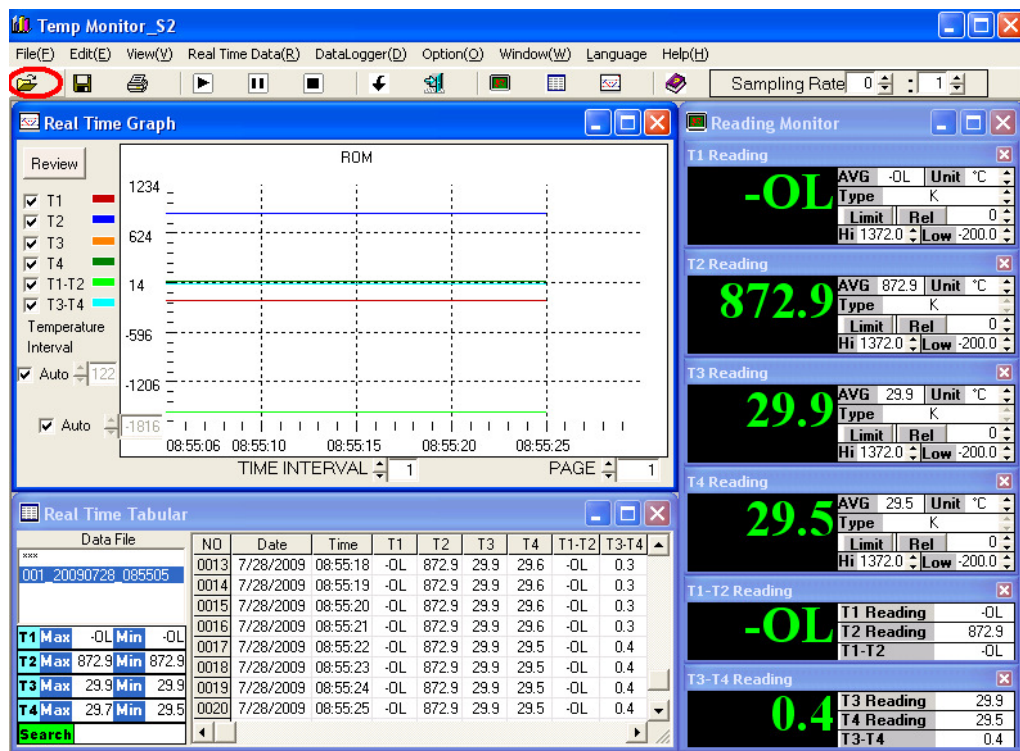 Temp Monitor_S2
File(F) Edit(E) View(V) Real Time Data(R) DataLogger(D) Option(O) Window(W) Language Help(H)
Sampling Rate 0 : 1
Real Time Graph
Review
ROM
T1
T2
T3
T4
T1-T2
T3-T4
Temperature
Interval
Auto 122
Auto -1816
1234
624
14
-596
-1206
08:55:06 08:55:10 08:55:15 08:55:20 08:55:25
TIME INTERVAL 1 PAGE 1
Real Time Tabular
Data File
***
001_20090728_085505
T1 Max -OL Min -OL
T2 Max 872.9 Min 872.9
T3 Max 29.9 Min 29.9
T4 Max 29.7 Min 29.5
Search
NO Date Time T1 T2 T3 T4 T1-T2 T3-T4
0013 7/28/2009 08:55:18 -OL 872.9 29.9 29.6 -OL 0.3
0014 7/28/2009 08:55:19 -OL 872.9 29.9 29.6 -OL 0.3
0015 7/28/2009 08:55:20 -OL 872.9 29.9 29.6 -OL 0.3
0016 7/28/2009 08:55:21 -OL 872.9 29.9 29.6 -OL 0.3
0017 7/28/2009 08:55:22 -OL 872.9 29.9 29.5 -OL 0.4
0018 7/28/2009 08:55:23 -OL 872.9 29.9 29.5 -OL 0.4
0019 7/28/2009 08:55:24 -OL 872.9 29.9 29.5 -OL 0.4
0020 7/28/2009 08:55:25 -OL 872.9 29.9 29.5 -OL 0.4
Reading Monitor
T1 Reading
-OL
AVG -OL Unit °C
Type K
Limit Rel 0
Hi 1372.0 Low -200.0
T2 Reading
872.9
AVG 872.9 Unit °C
Type K
Limit Rel 0
Hi 1372.0 Low -200.0
T3 Reading
29.9
AVG 29.9 Unit °C
Type K
Limit Rel 0
Hi 1372.0 Low -200.0
T4 Reading
29.5
AVG 29.5 Unit °C
Type K
Limit Rel 0
Hi 1372.0 Low -200.0
T1-T2 Reading
-OL
T1 Reading -OL
T2 Reading 872.9
T1-T2 -OL
T3-T4 Reading
0.4
T3 Reading 29.9
T4 Reading 29.5
T3-T4 0.4